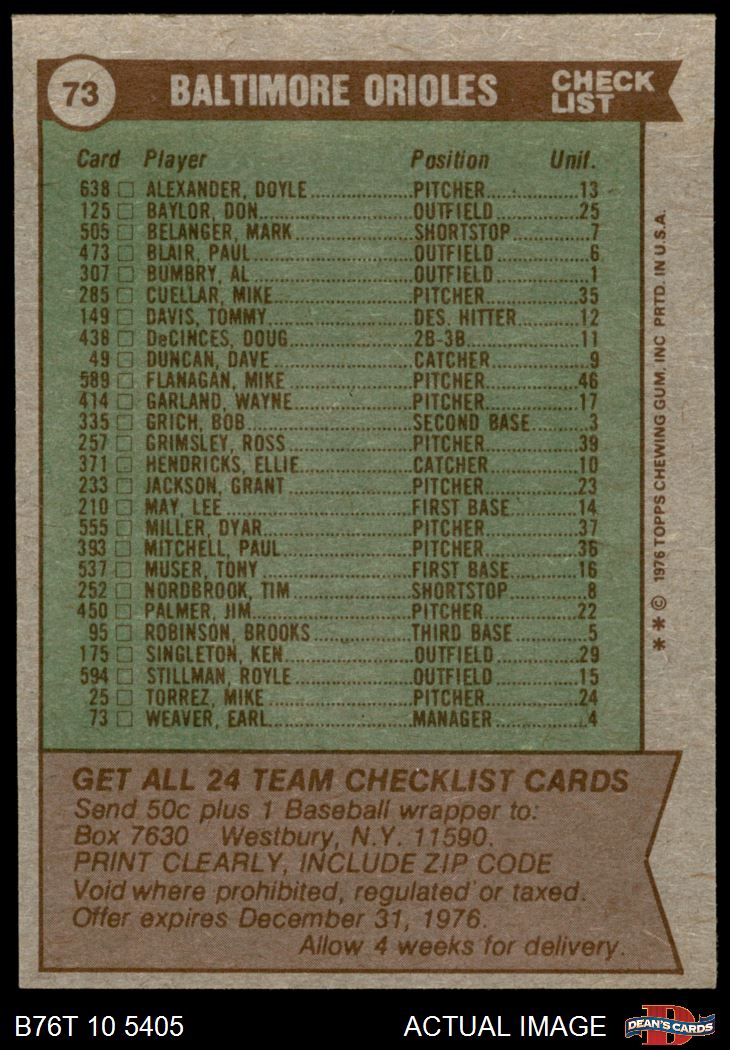 73 BALTIMORE ORIOLES CHECK LIST
Card Player Position Unif.
638 ALEXANDER, DOYLE PITCHER 13
125 BAYLOR, DON OUTFIELD 25
505 BELANGER, MARK SHORTSTOP 7
473 BLAIR, PAUL OUTFIELD 6
307 BUMBRY, AL OUTFIELD 1
285 CUELLAR, MIKE PITCHER 35
149 DAVIS, TOMMY DES. HITTER 12
438 DeCINCES, DOUG 2B-3B 11
49 DUNCAN, DAVE CATCHER 9
589 FLANAGAN, MIKE PITCHER 46
414 GARLAND, WAYNE PITCHER 17
335 GRICH, BOB SECOND BASE 3
257 GRIMSLEY, ROSS PITCHER 39
371 HENDRICKS, ELLIE CATCHER 10
233 JACKSON, GRANT PITCHER 23
210 MAY, LEE FIRST BASE 14
555 MILLER, DYAR PITCHER 37
393 MITCHELL, PAUL PITCHER 36
537 MUSER, TONY FIRST BASE 16
252 NORDBROOK, TIM SHORTSTOP 8
450 PALMER, JIM PITCHER 22
95 ROBINSON, BROOKS THIRD BASE 5
175 SINGLETON, KEN OUTFIELD 29
594 STILLMAN, ROYLE OUTFIELD 15
25 TORREZ, MIKE PITCHER 24
73 WEAVER, EARL MANAGER 4
**© 1976 TOPPS CHEWING GUM, INC PRTD. IN U.S.A.
GET ALL 24 TEAM CHECKLIST CARDS
Send 50c plus 1 Baseball wrapper to:
Box 7630 Westbury, N.Y. 11590.
PRINT CLEARLY, INCLUDE ZIP CODE
Void where prohibited, regulated or taxed.
Offer expires December 31, 1976.
Allow 4 weeks for delivery.
B76T 10 5405 ACTUAL IMAGE D DEAN'S CARDS